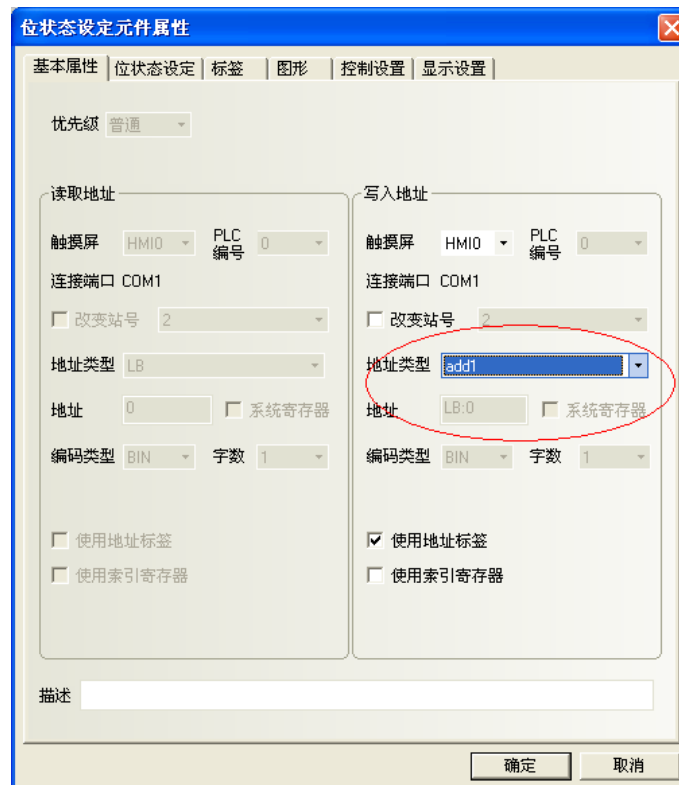 位状态设定元件属性
基本属性 位状态设定 标签 图形 控制设置 显示设置
优先级 普通
读取地址
触摸屏 HMI0 PLC编号 0
连接端口 COM1
改变站号 2
地址类型 LB
地址 0 系统寄存器
编码类型 BIN 字数 1
使用地址标签
使用索引寄存器
写入地址
触摸屏 HMI0 PLC编号 0
连接端口 COM1
改变站号 2
地址类型 add1
地址 LB:0 系统寄存器
编码类型 BIN 字数 1
使用地址标签
使用索引寄存器
描述
确定 取消